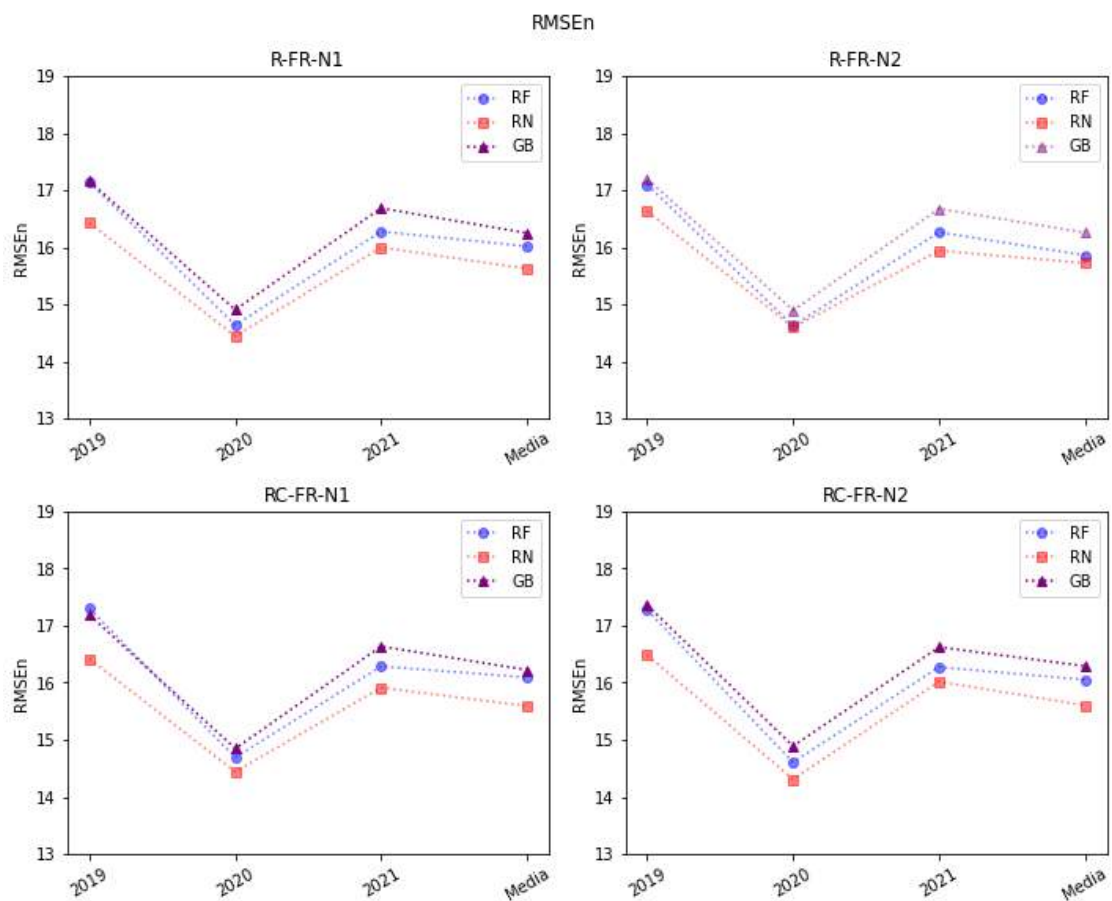 RMSEn
R-FR-N1
19
18
17
16
15
14
13
RMSEn
2019
2020
2021
Media
RF
RN
GB
R-FR-N2
19
18
17
16
15
14
13
RMSEn
2019
2020
2021
Media
RF
RN
GB
RC-FR-N1
19
18
17
16
15
14
13
RMSEn
2019
2020
2021
Media
RF
RN
GB
RC-FR-N2
19
18
17
16
15
14
13
RMSEn
2019
2020
2021
Media
RF
RN
GB